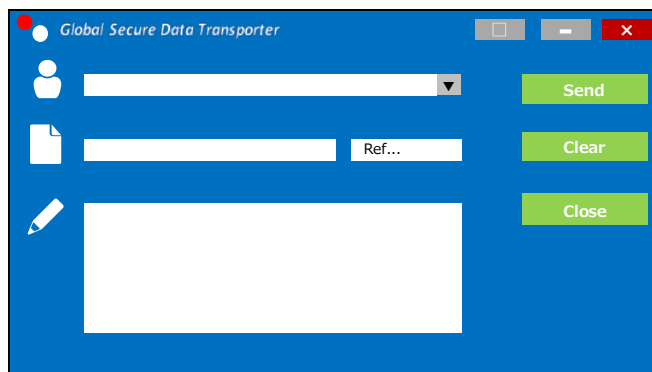 Global Secure Data Transporter
Send
Ref...
Clear
Close